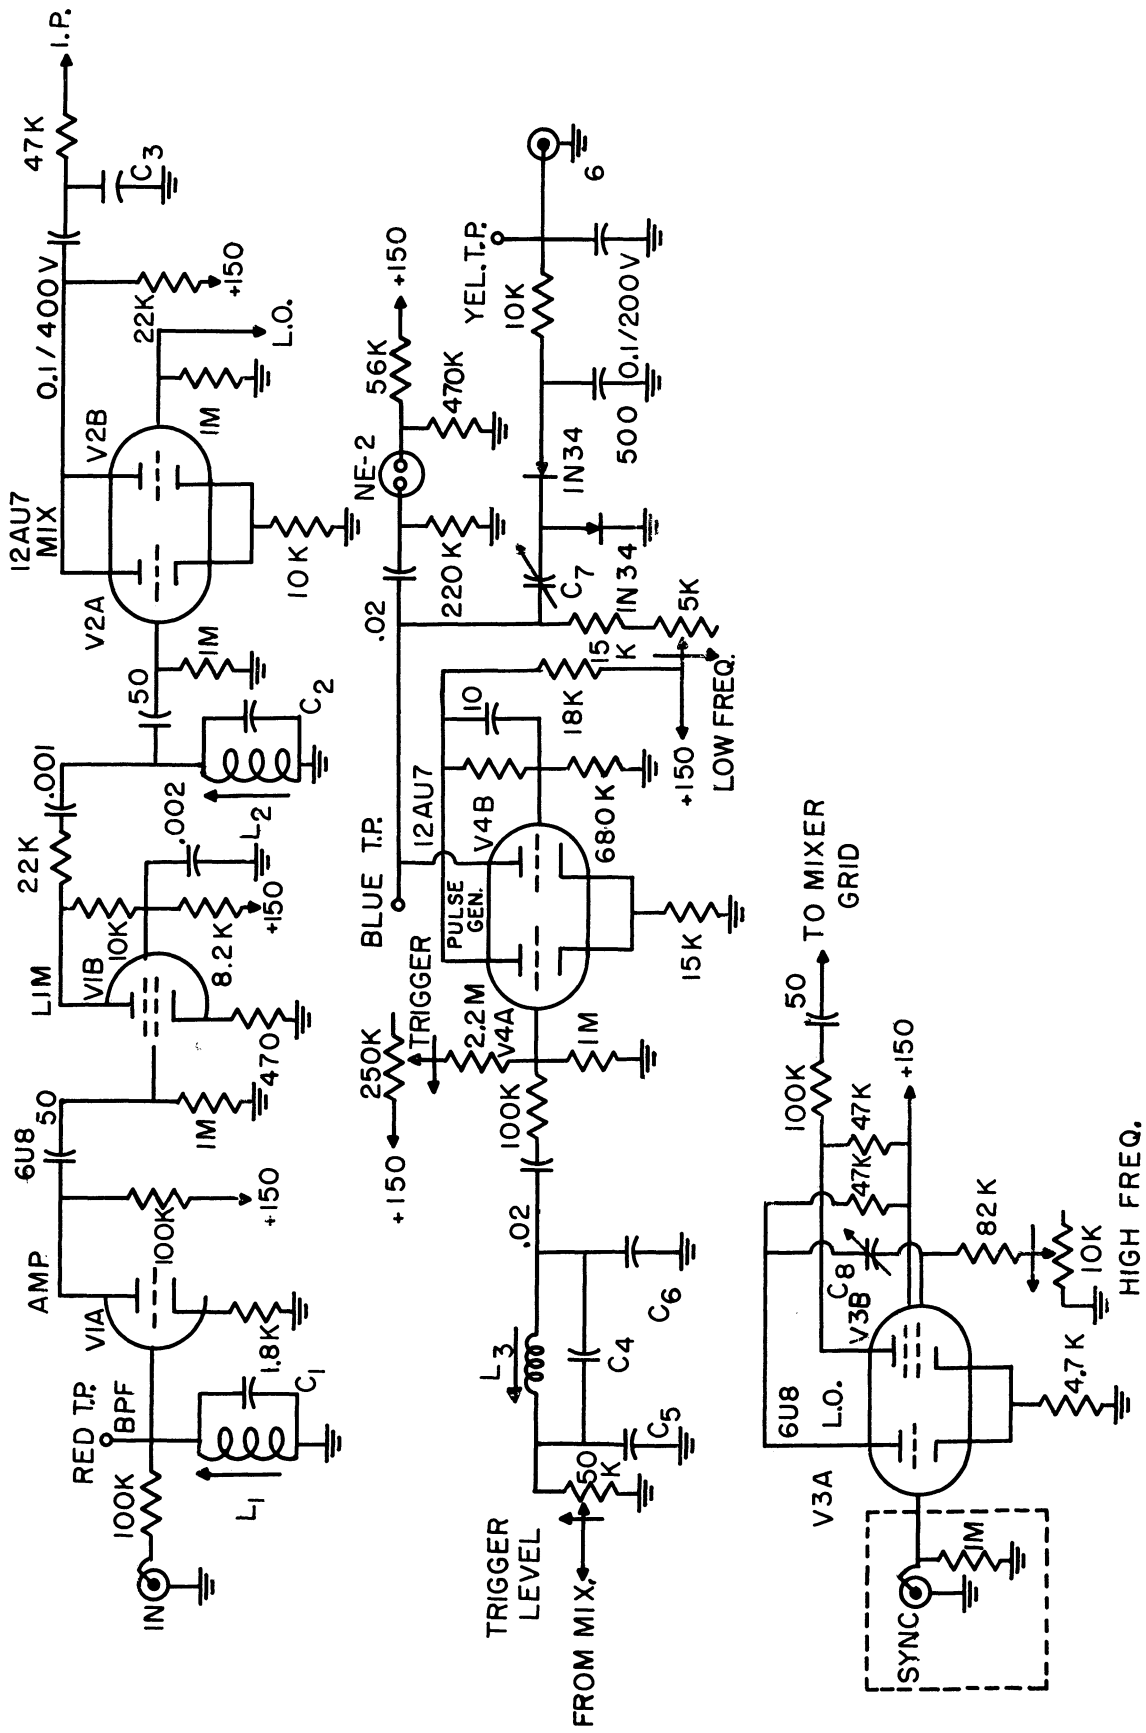 IN
100K
RED T.P.
BPF
L1
C1
V1A
AMP
1.8K
100K
+150
6U8
50
1M
470
LIM
V1B
10K
8.2K
+150
22K
.001
.002
L2
C2
50
1M
V2A
12AU7
MIX
V2B
10K
1M
L.O.
0.1/400V
22K
+150
C3
47K
I.P.
TRIGGER
LEVEL
FROM MIX.
50
K
C5
L3
C4
C6
.02
100K
+150
250K
TRIGGER
2.2M
V4A
1M
PULSE
GEN.
15K
BLUE T.P.
12AU7
V4B
680K
10
18K
+150
LOW FREQ.
.02
15
K
5K
220K
NE-2
56K
+150
470K
C7
1N34
1N34
500
10K
YEL.T.P.
0.1/200V
6
SYNC
1M
V3A
6U8
L.O.
V3B
4.7K
C8
82K
10K
HIGH FREQ.
47K
47K
+150
100K
50
TO MIXER
GRID